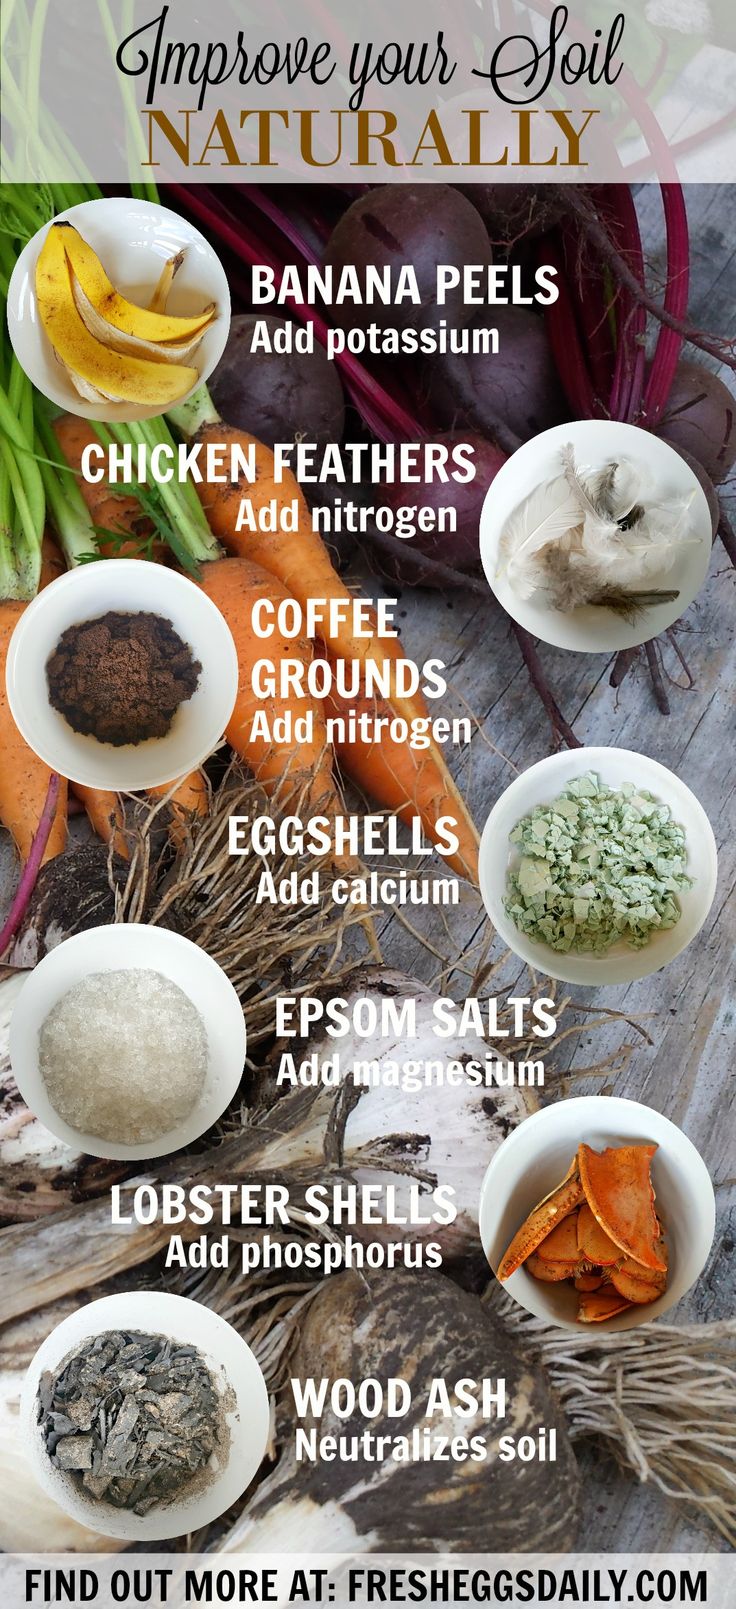 Improve your Soil
NATURALLY
BANANA PEELS
Add potassium
CHICKEN FEATHERS
Add nitrogen
COFFEE
GROUNDS
Add nitrogen
EGGSHELLS
Add calcium
EPSOM SALTS
Add magnesium
LOBSTER SHELLS
Add phosphorus
WOOD ASH
Neutralizes soil
FIND OUT MORE AT: FRESHEGGSDAILY.COM